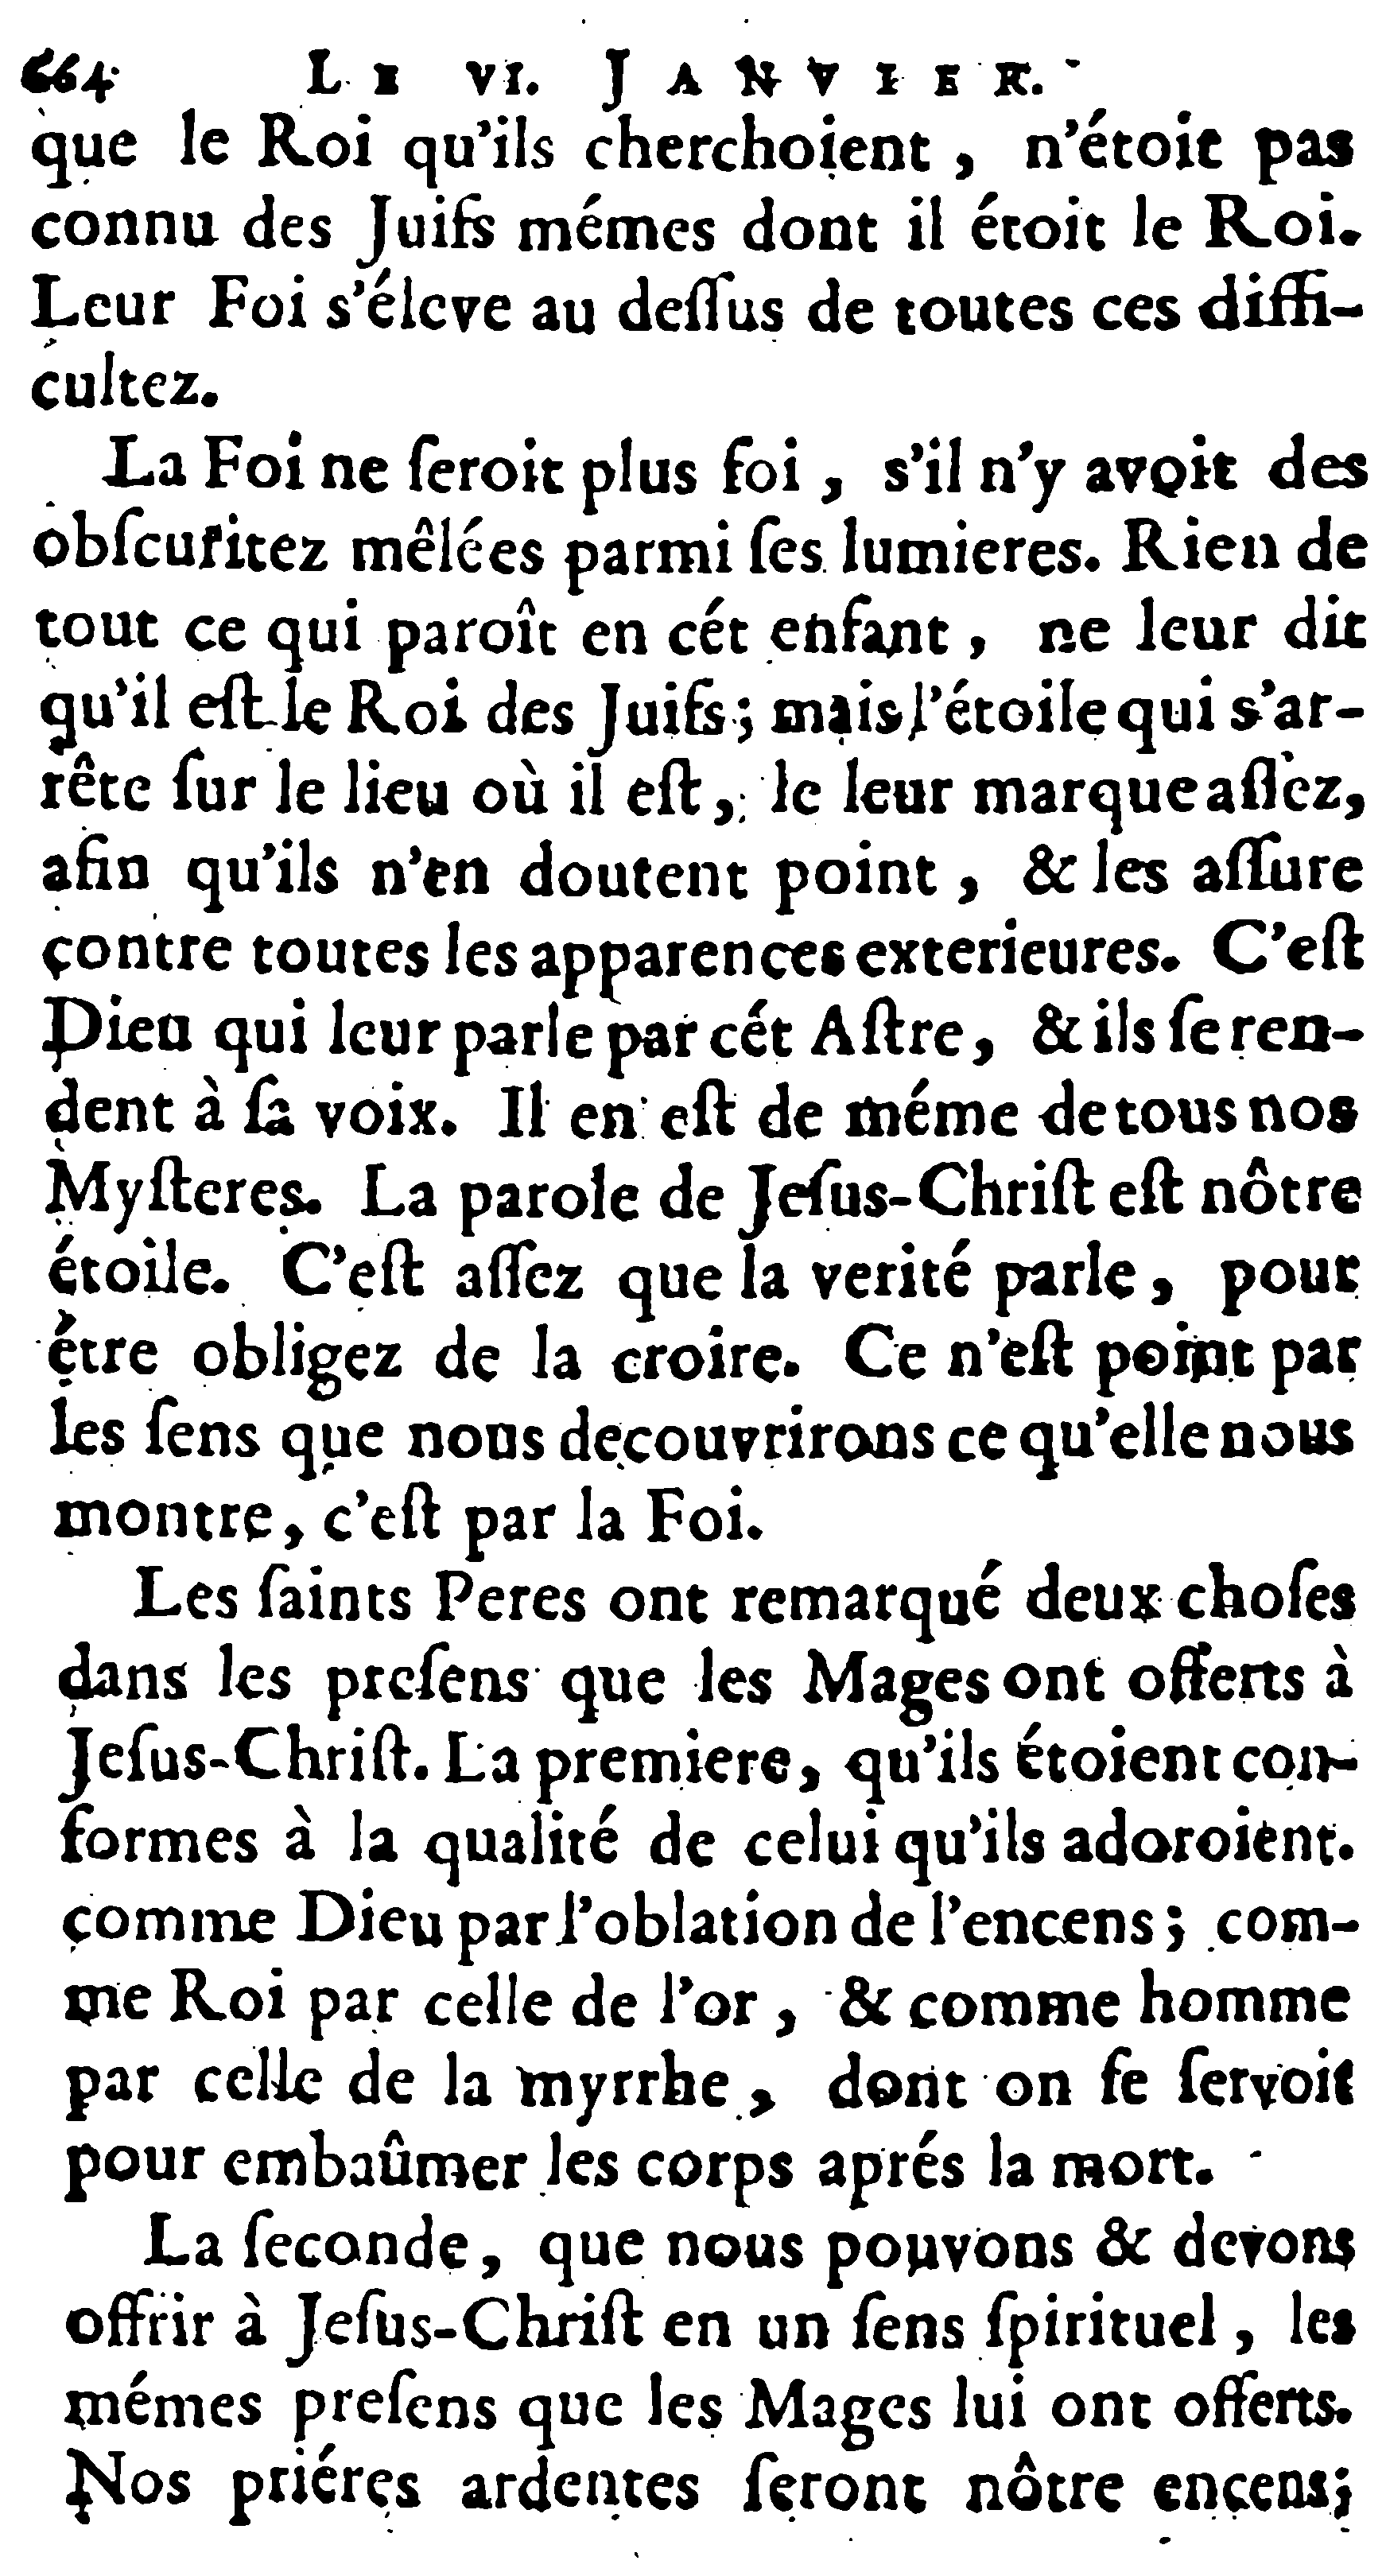 664 LE VI. JANVIER.
que le Roi qu'ils cherchoient, n'étoit pas
connu des Juifs mémes dont il étoit le Roi.
Leur Foi s'éleve au deſſus de toutes ces diffi-
cultez.
La Foi ne ſeroit plus foi, s'il n'y avoit des
obſcuritez mêlées parmi ſes lumieres. Rien de
tout ce qui paroît en cét enfant, ne leur dit
qu'il eſt le Roi des Juifs; mais l'étoile qui s'ar-
rête ſur le lieu où il eſt, le leur marque aſſez,
afin qu'ils n'en doutent point, & les aſſure
contre toutes les apparences exterieures. C'eſt
Dieu qui leur parle par cét Aſtre, & ils ſe ren-
dent à ſa voix. Il en eſt de méme de tous nos
Myſteres. La parole de Jeſus-Chriſt eſt nôtre
étoile. C'eſt aſſez que la verité parle, pour
étre obligez de la croire. Ce n'eſt point par
les ſens que nous decouvrirons ce qu'elle nous
montre, c'eſt par la Foi.
Les ſaints Peres ont remarqué deux choſes
dans les preſens que les Mages ont offerts à
Jeſus-Chriſt. La premiere, qu'ils étoient con-
formes à la qualité de celui qu'ils adoroient.
comme Dieu par l'oblation de l'encens; com-
me Roi par celle de l'or, & comme homme
par celle de la myrrhe, dont on ſe ſervoit
pour embaûmer les corps aprés la mort.
La ſeconde, que nous pouvons & devons
offrir à Jeſus-Chriſt en un ſens ſpirituel, les
mémes preſens que les Mages lui ont offerts.
Nos priéres ardentes ſeront nôtre encens;